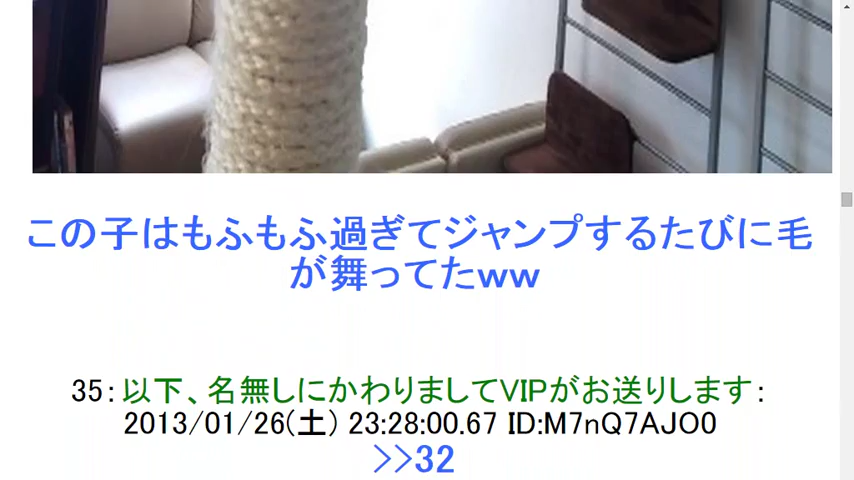 この子はもふもふ過ぎてジャンプするたびに毛
が舞ってたww
35：以下、名無しにかわりましてVIPがお送りします：
2013/01/26(土) 23:28:00.67 ID:M7nQ7AJO0
>>32